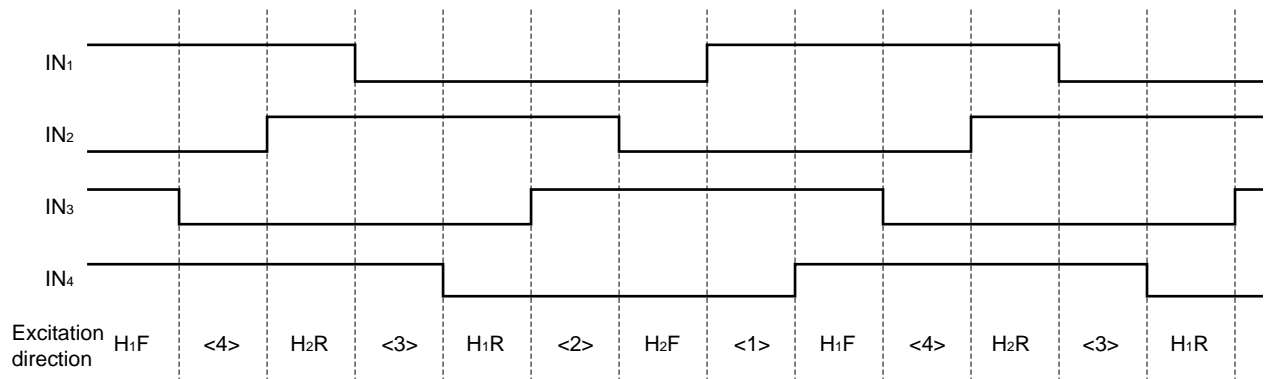 IN₁
IN₂
IN₃
IN₄
Excitation
direction
H₁F <4> H₂R <3> H₁R <2> H₂F <1> H₁F <4> H₂R <3> H₁R